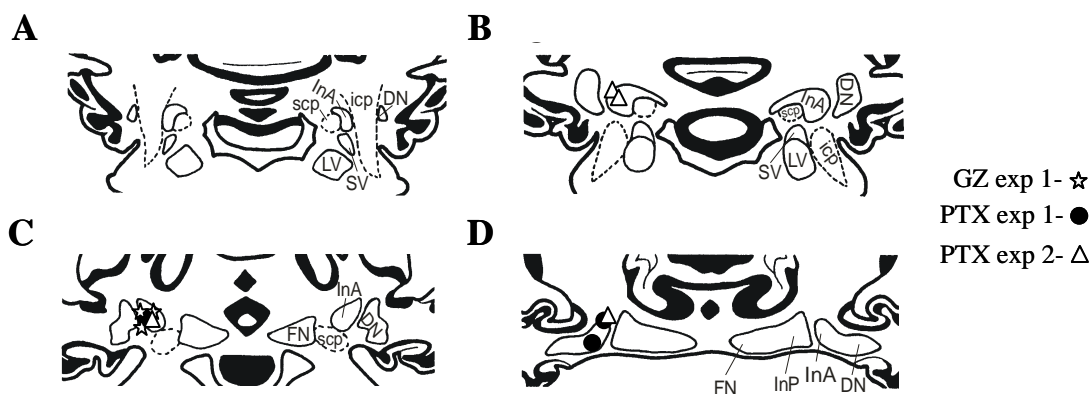 A
B
InA icp DN
scp
LV
SV
InA
DN
scp
SV
LV
icp
GZ exp 1-
PTX exp 1-
PTX exp 2-
C
D
InA
DN
FN
scp
FN
InP
InA
DN